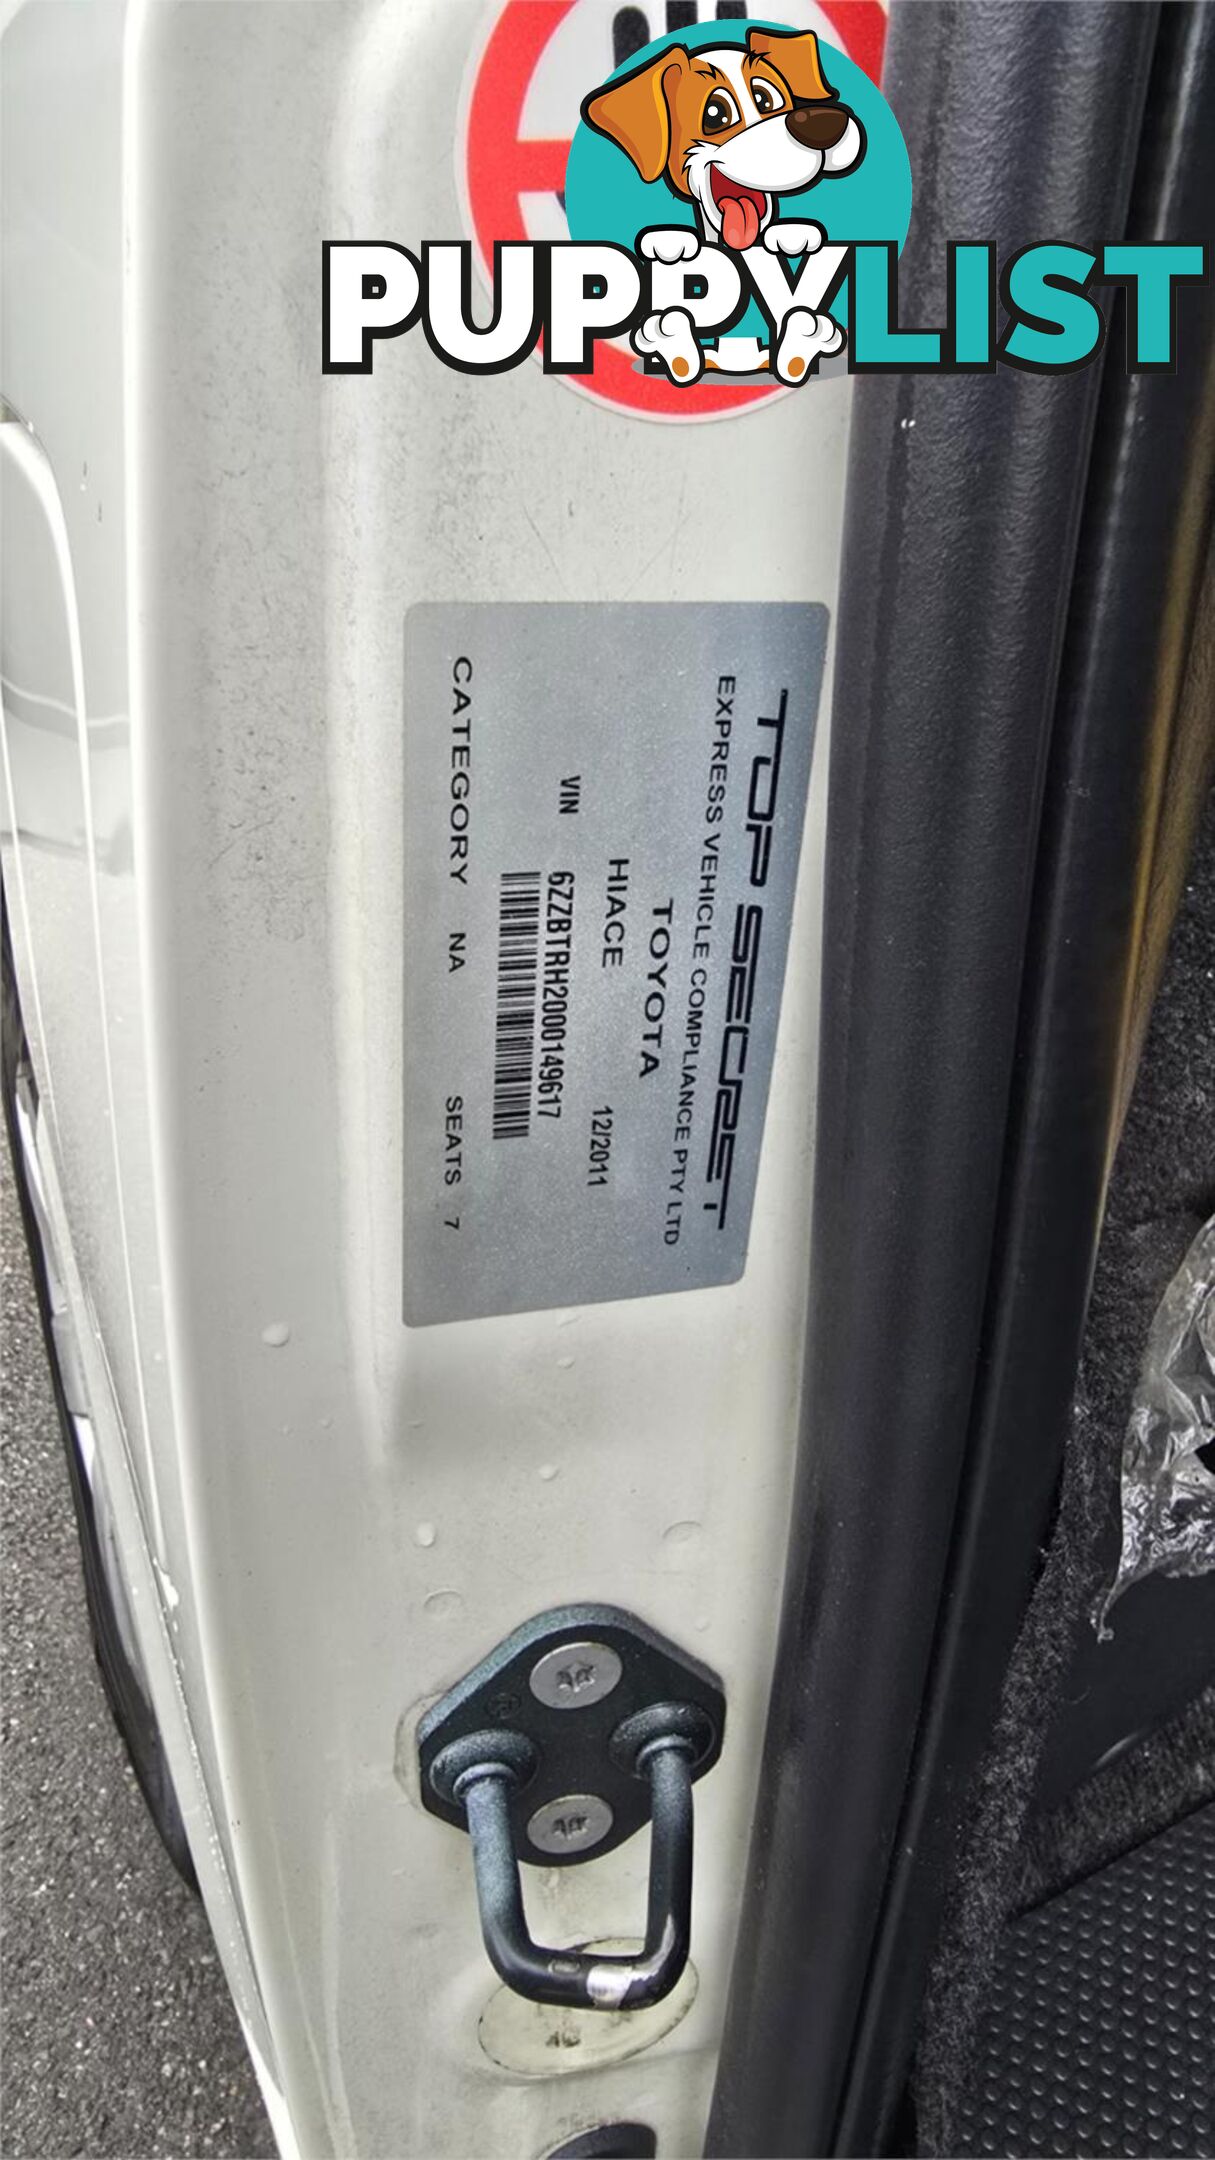 PUPPYLIST
TOP SECRET
EXPRESS VEHICLE COMPLIANCE PTY LTD
TOYOTA
HIACE 12/2011
VIN 6ZZBTRH2000149617
CATEGORY NA SEATS 7